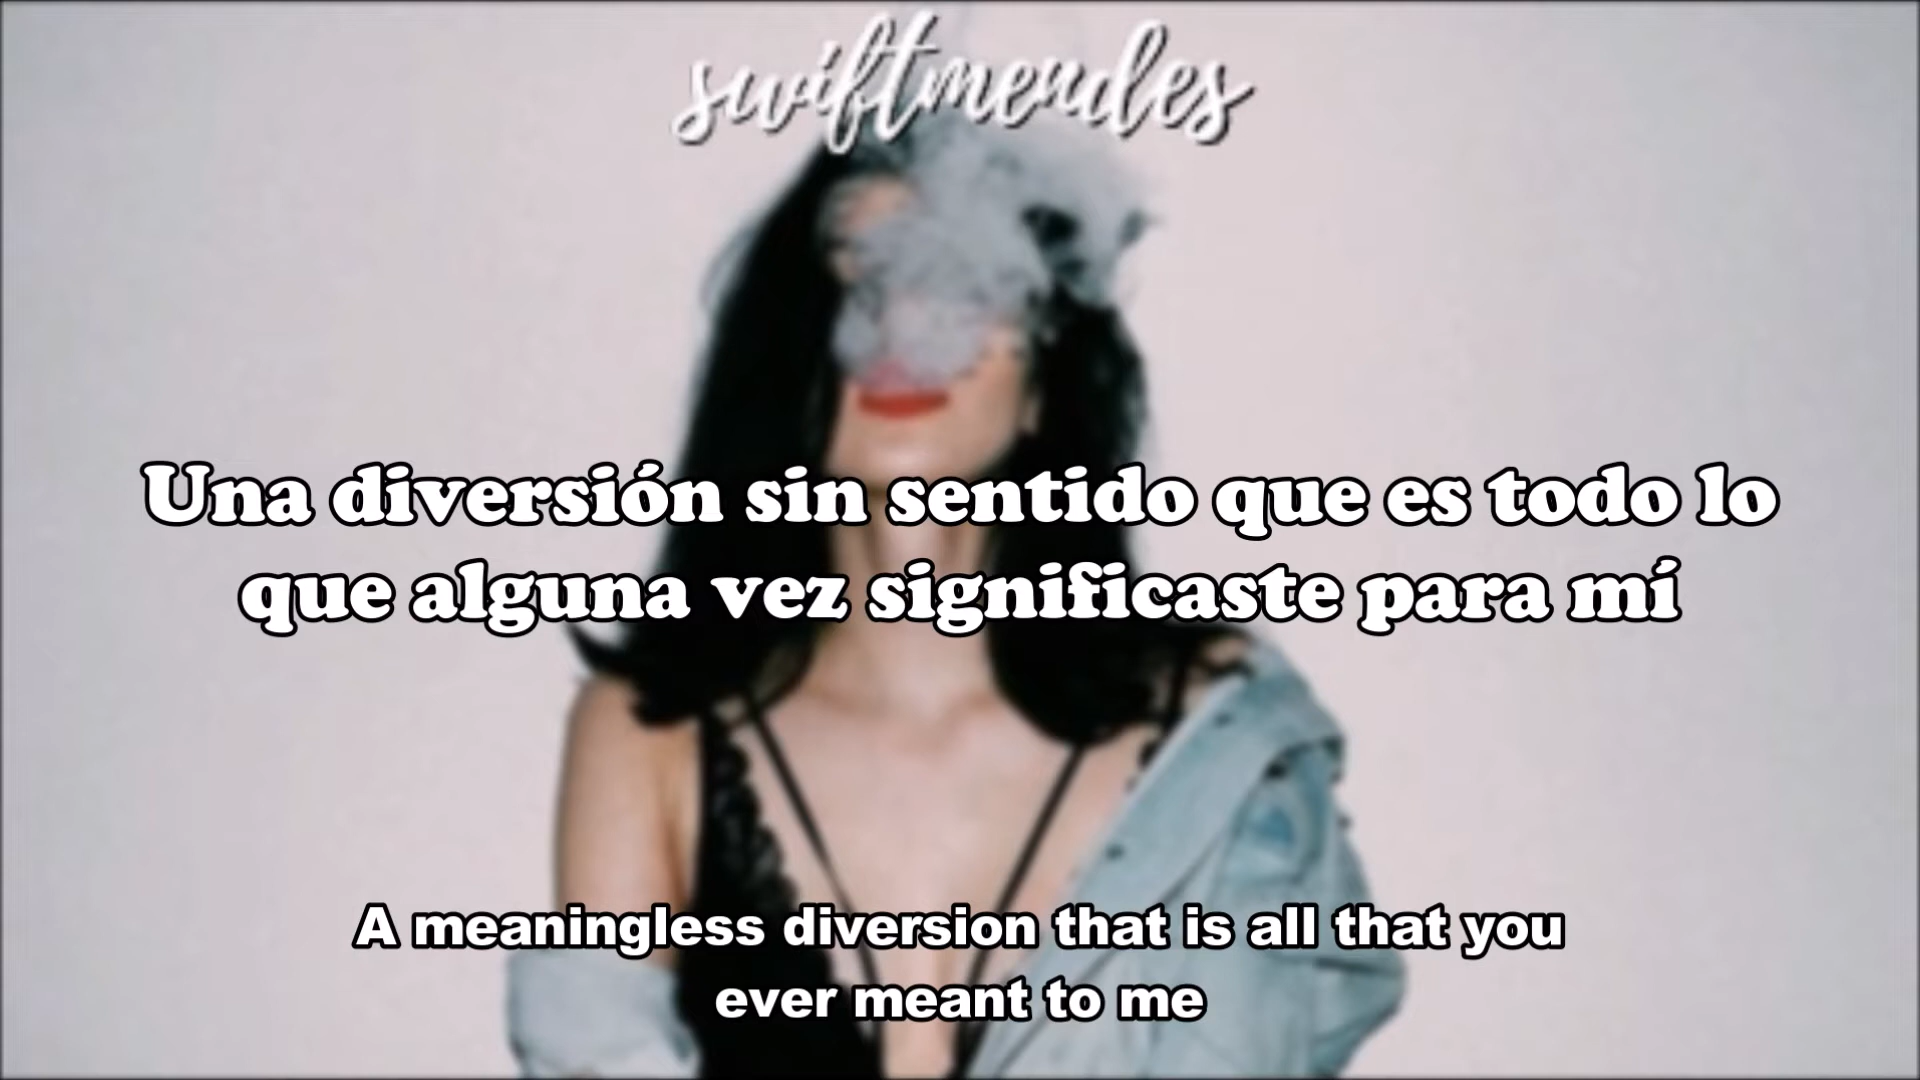 swiftmendes
Una diversión sin sentido que es todo lo
que alguna vez significaste para mí
A meaningless diversion that is all that you
ever meant to me